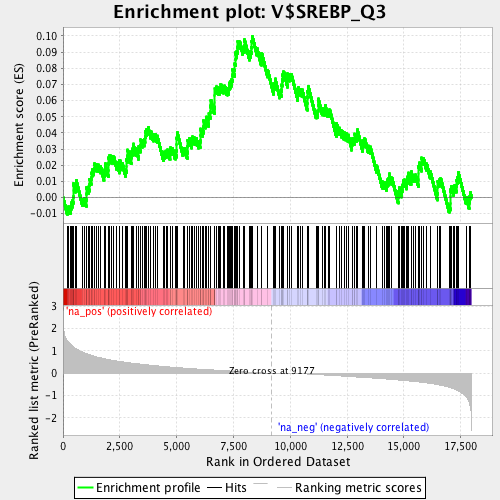 Enrichment plot: V$SREBP_Q3
Enrichment score (ES)
0.10
0.09
0.08
0.07
0.06
0.05
0.04
0.03
0.02
0.01
0.00
-0.01
Ranked list metric (PreRanked)
'na_pos' (positively correlated)
3
2
1
0
-1
-2
Zero cross at 9177
'na_neg' (negatively correlated)
0
2,500
5,000
7,500
10,000
12,500
15,000
17,500
Rank in Ordered Dataset
Enrichment profile
Hits
Ranking metric scores